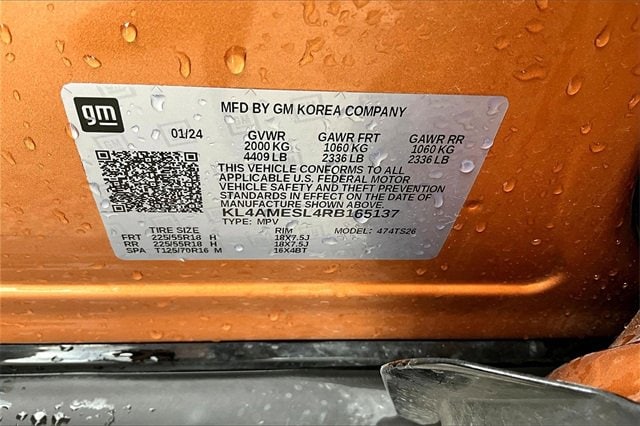 gm
MFD BY GM KOREA COMPANY
01/24 GVWR GAWR FRT GAWR RR
2000 KG 1060 KG 1060 KG
4409 LB 2336 LB 2336 LB
THIS VEHICLE CONFORMS TO ALL
APPLICABLE U.S. FEDERAL MOTOR
VEHICLE SAFETY AND THEFT PREVENTION
STANDARDS IN EFFECT ON THE DATE OF
MANUFACTURE SHOWN ABOVE.
KL4AMESL4RB165137
TYPE: MPV MODEL: 474TS26
TIRE SIZE RIM
FRT 225/55R18 H 18X7.5J
RR 225/55R18 H 18X7.5J
SPA T125/70R16 M 16X4BT